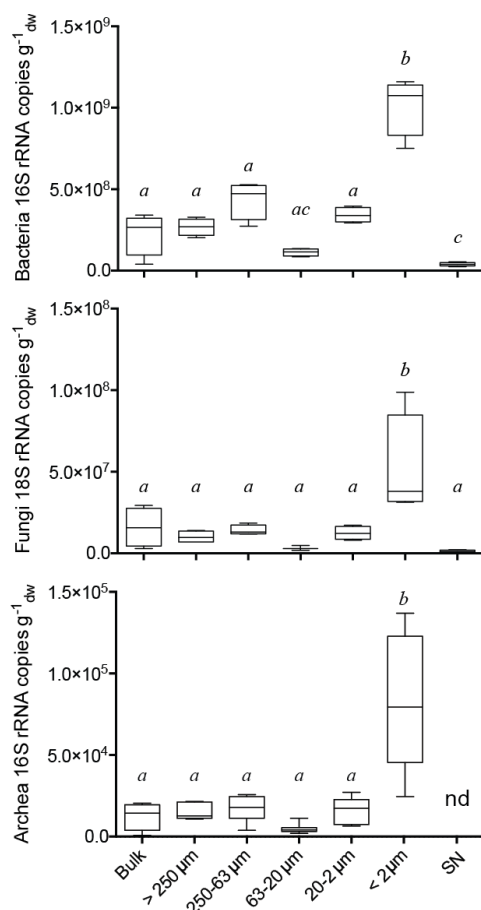 Bacteria 16S rRNA copies g⁻¹dw
1.5×10⁹
1.0×10⁹
5.0×10⁸
0.0
a
a
a
ac
a
b
c
Fungi 18S rRNA copies g⁻¹dw
1.5×10⁸
1.0×10⁸
5.0×10⁷
0.0
a
a
a
a
a
b
a
Archea 16S rRNA copies g⁻¹dw
1.5×10⁵
1.0×10⁵
5.0×10⁴
0.0
a
a
a
a
a
b
nd
Bulk
> 250 µm
250-63 µm
63-20 µm
20-2 µm
< 2µm
SN